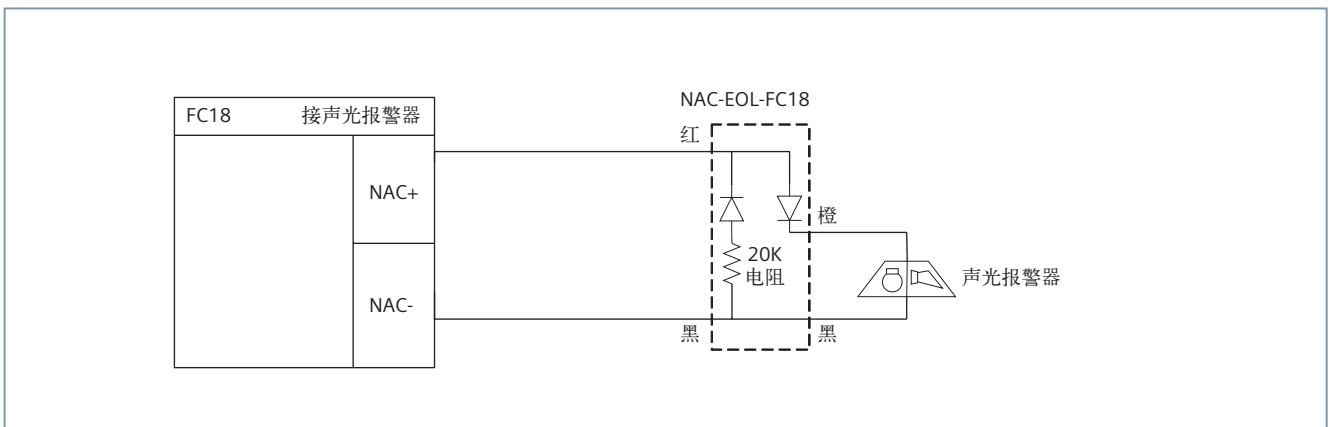 NAC-EOL-FC18
FC18 接声光报警器
红
NAC+
橙
20K
电阻
声光报警器
NAC-
黑 黑